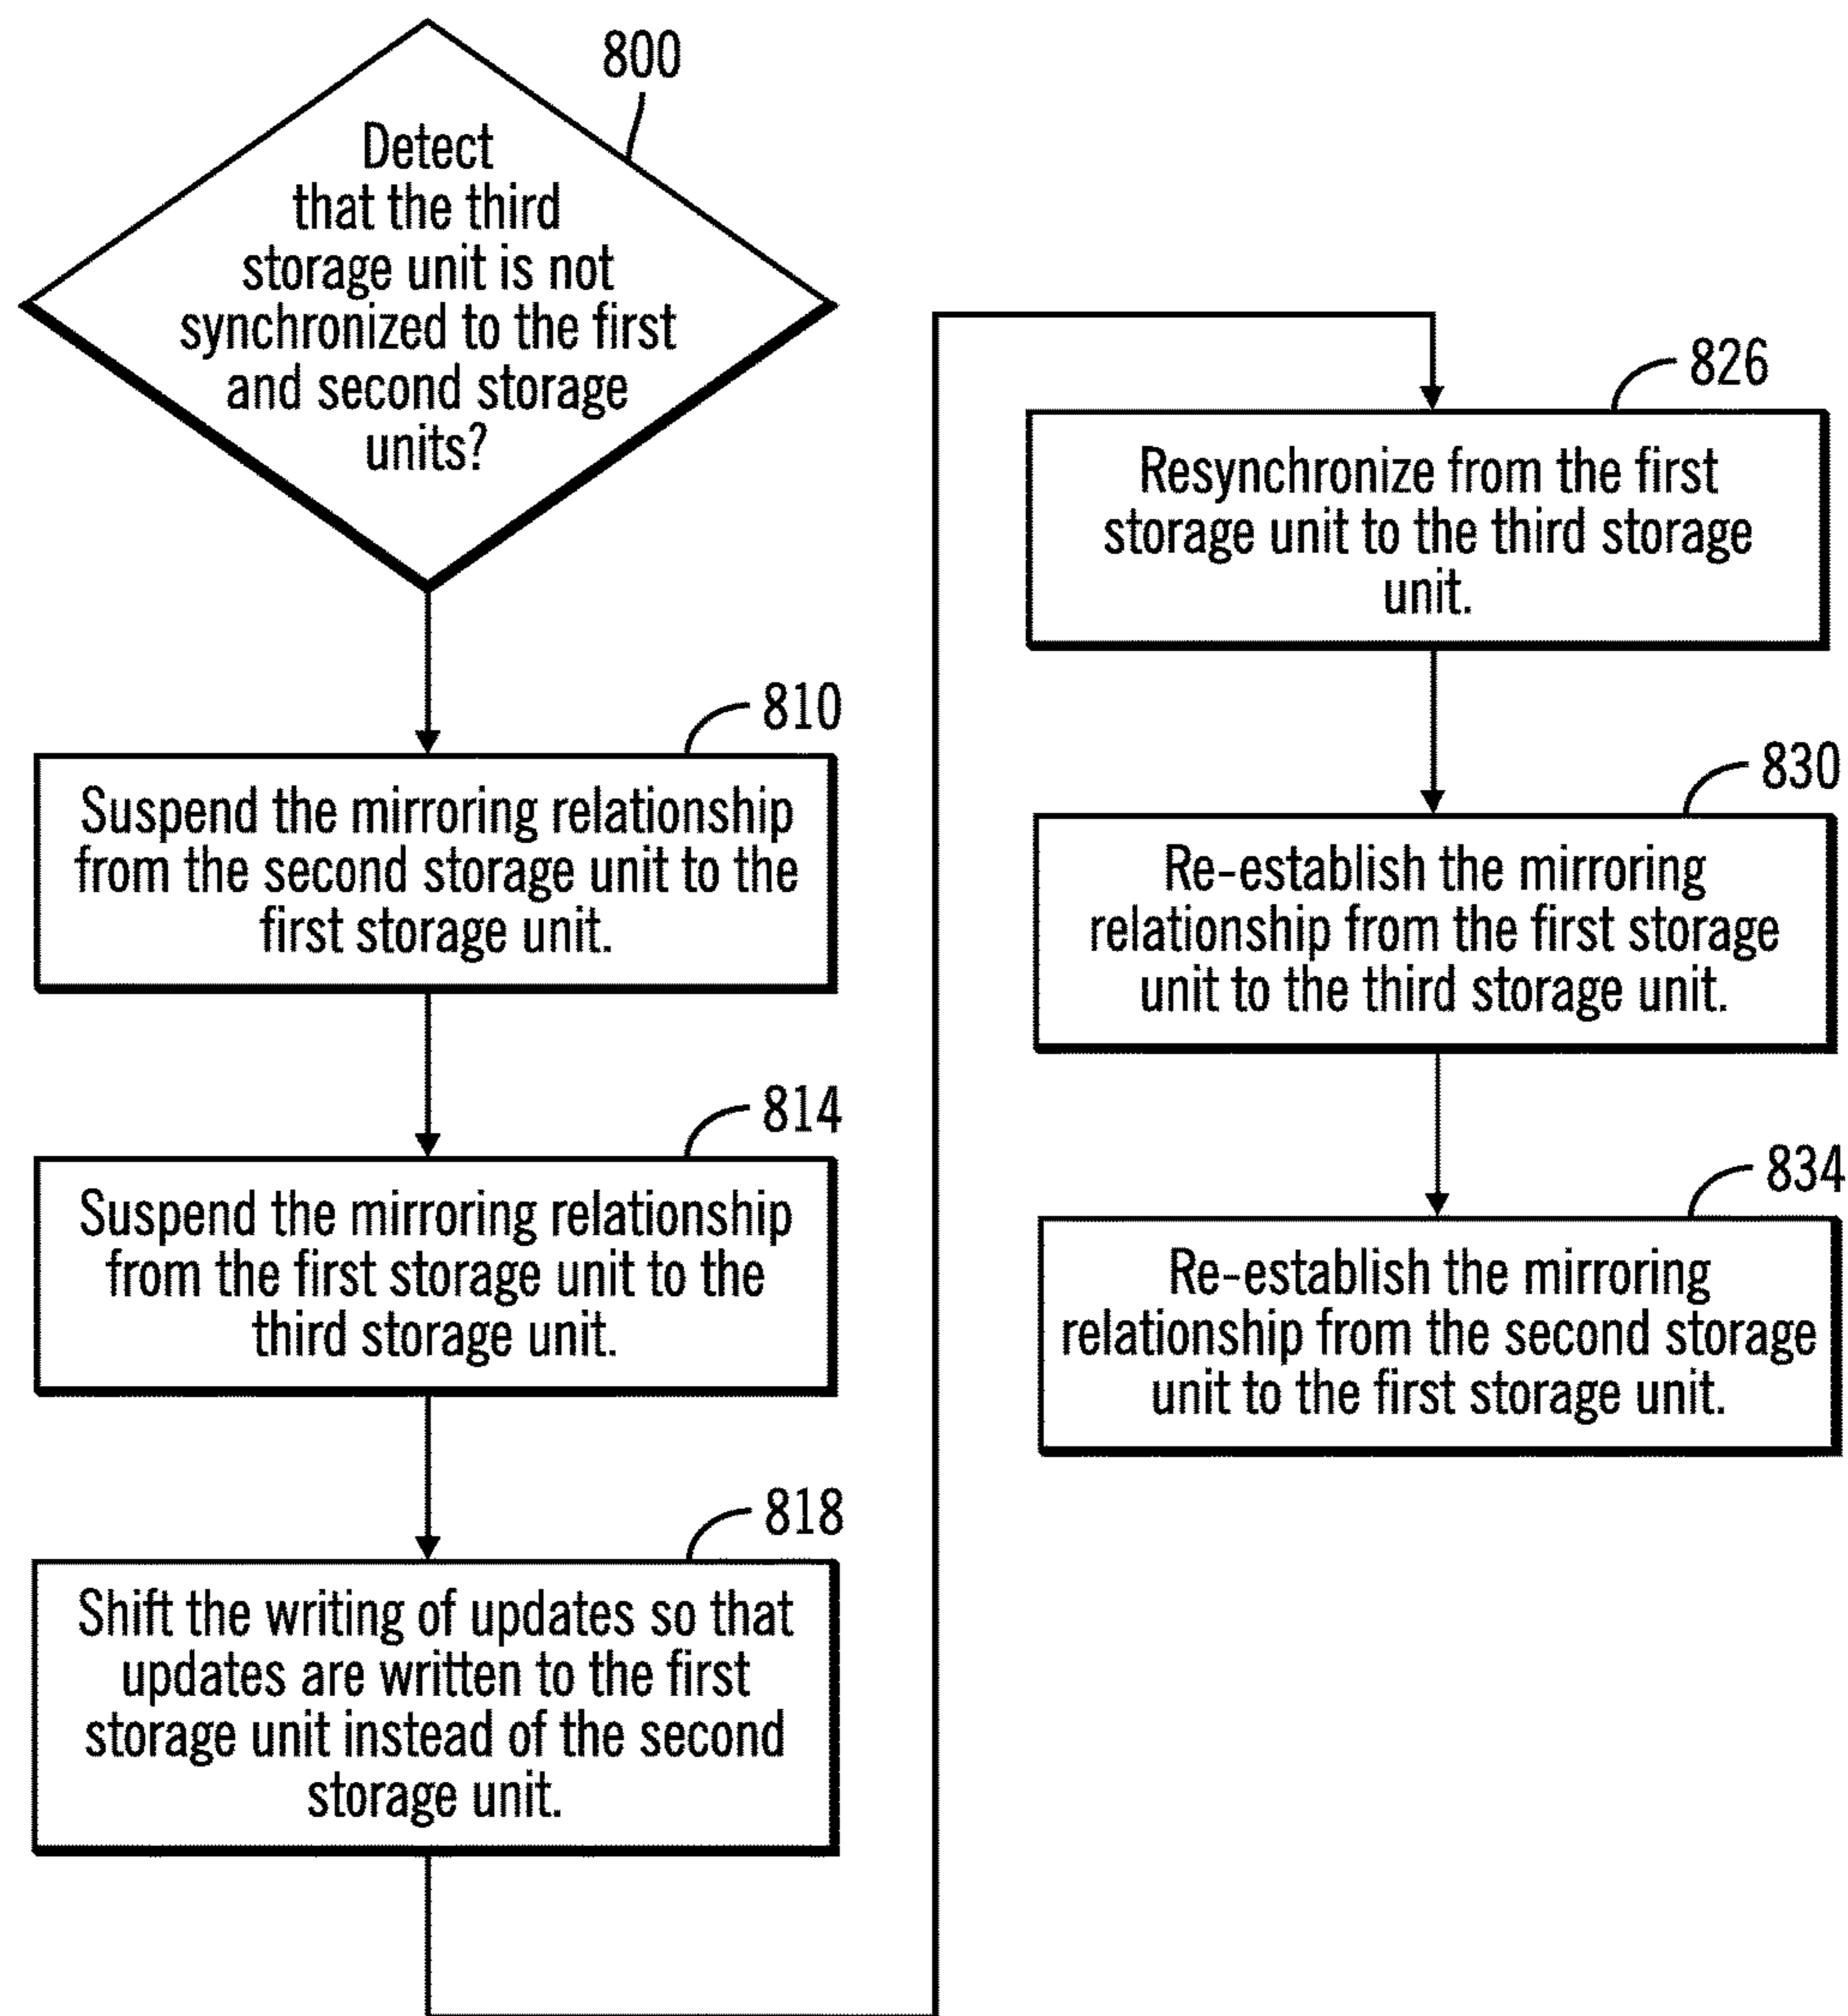 800
Detect
that the third
storage unit is not
synchronized to the first
and second storage
units?
810
Suspend the mirroring relationship
from the second storage unit to the
first storage unit.
814
Suspend the mirroring relationship
from the first storage unit to the
third storage unit.
818
Shift the writing of updates so that
updates are written to the first
storage unit instead of the second
storage unit.
826
Resynchronize from the first
storage unit to the third storage
unit.
830
Re-establish the mirroring
relationship from the first storage
unit to the third storage unit.
834
Re-establish the mirroring
relationship from the second storage
unit to the first storage unit.